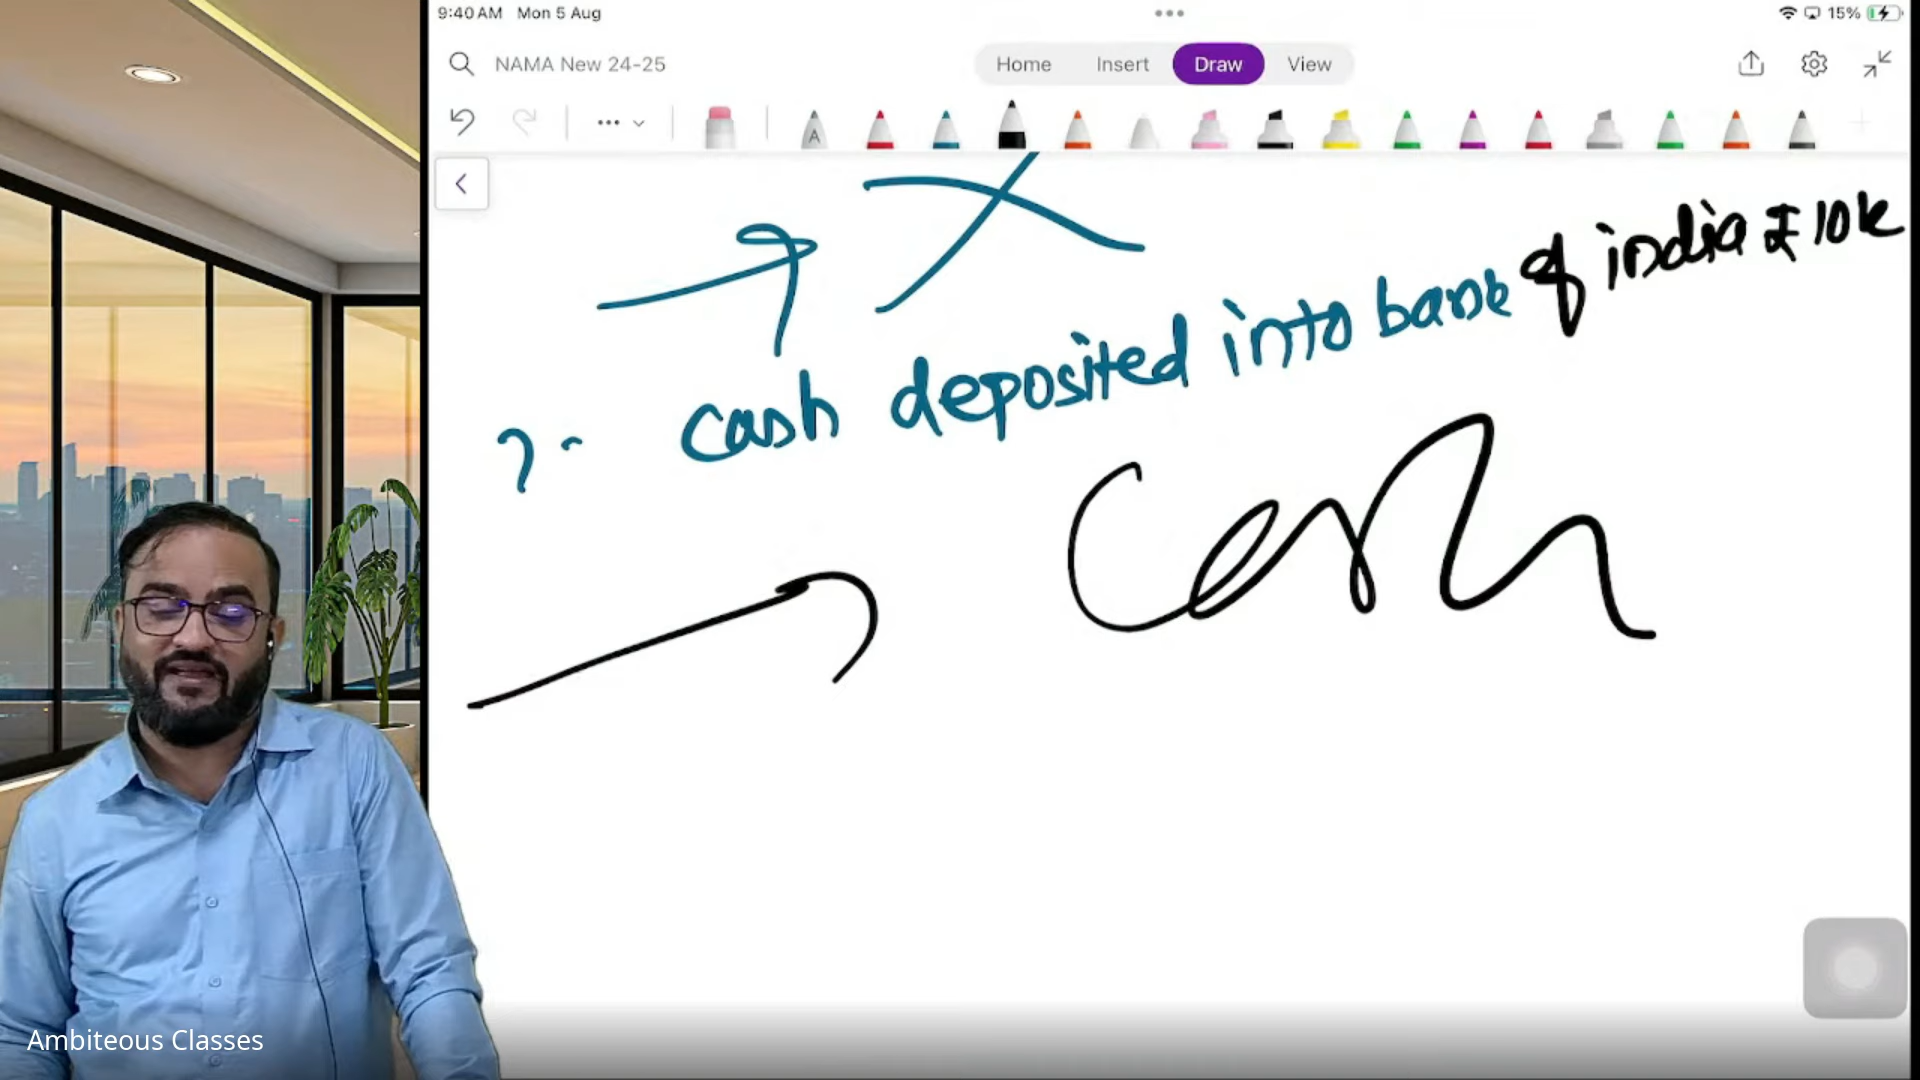 9:40 AM Mon 5 Aug
15%
NAMA New 24-25
Home Insert Draw View
A
2. cash deposited into bank of india ₹ 10k
Cash
Ambiteous Classes